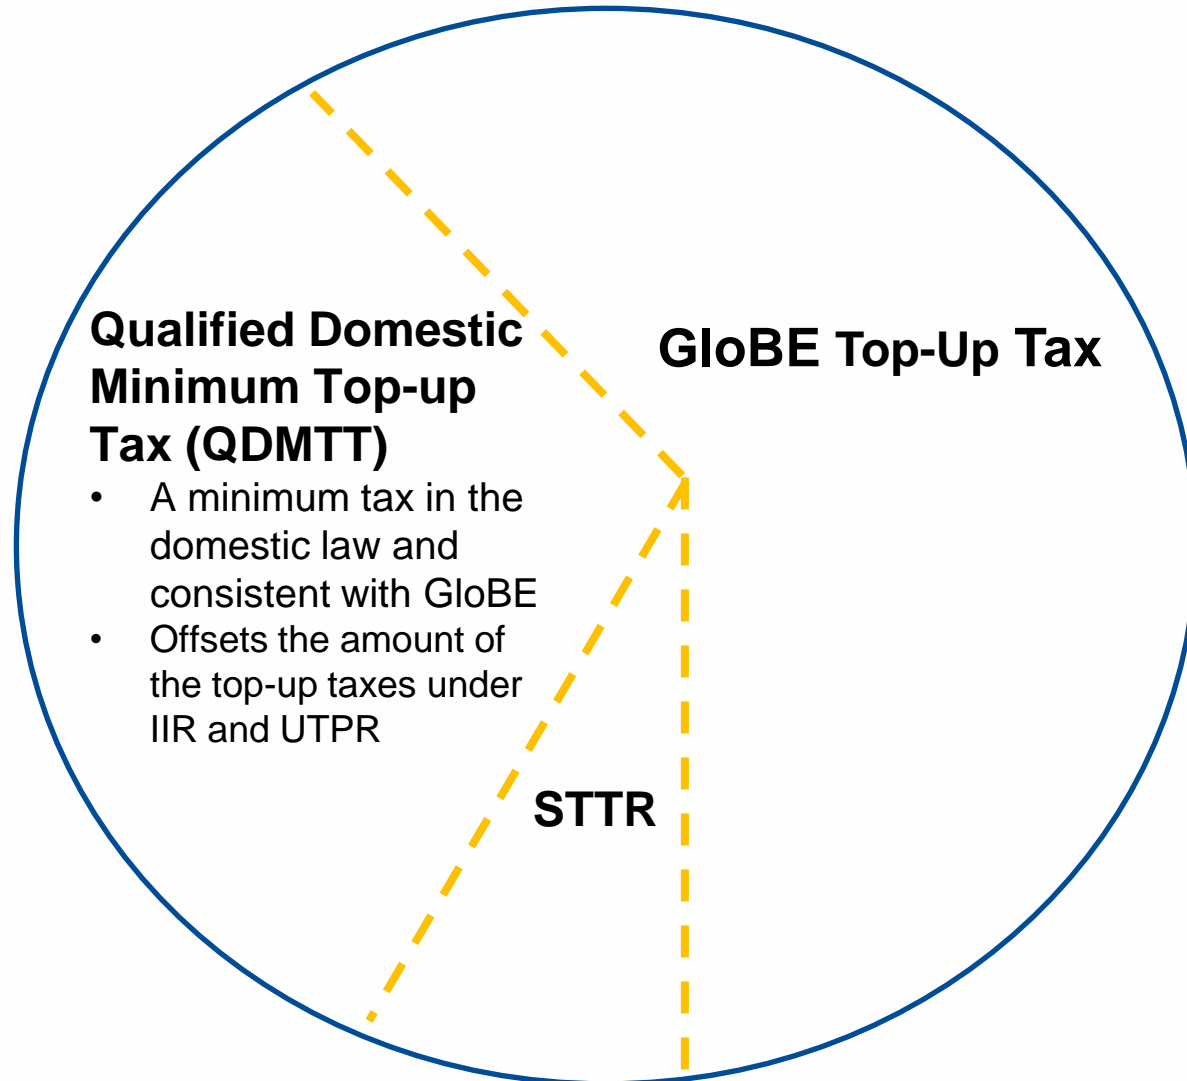 Qualified Domestic
Minimum Top-up
Tax (QDMTT)
• A minimum tax in the
domestic law and
consistent with GloBE
• Offsets the amount of
the top-up taxes under
IIR and UTPR
GloBE Top-Up Tax
STTR